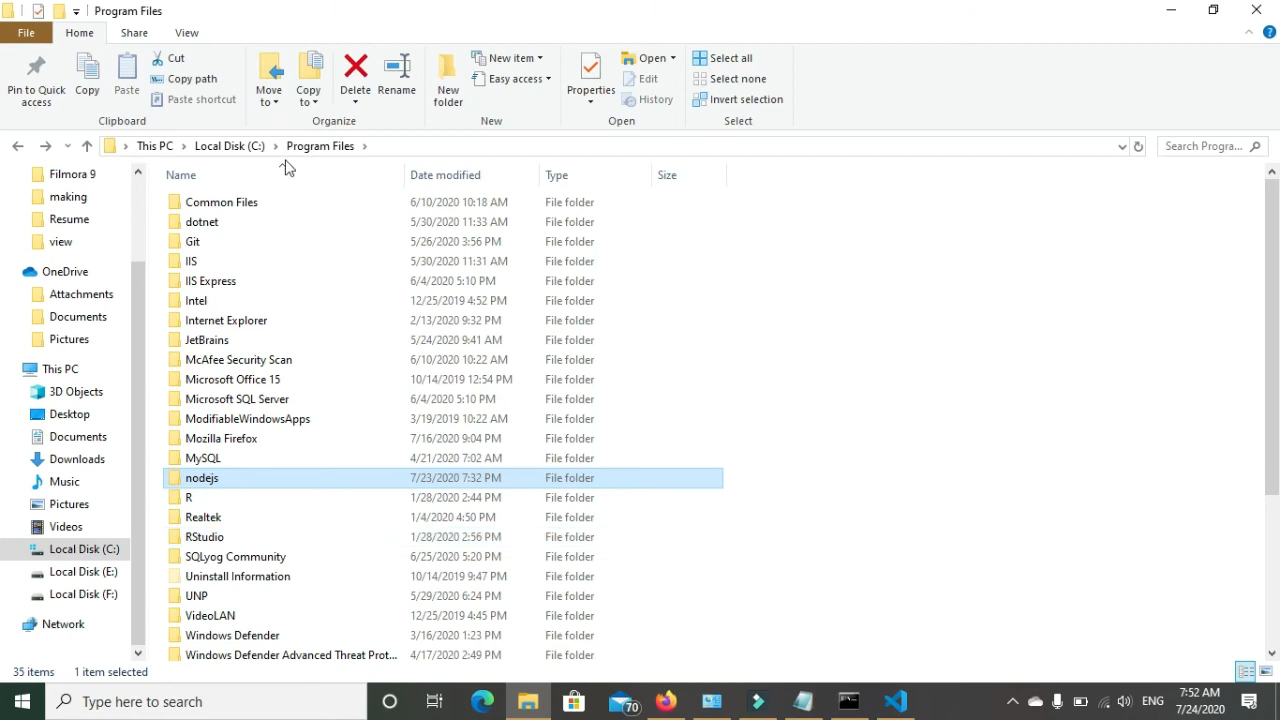 Program Files
File Home Share View
Pin to Quick access
Copy
Paste
Cut
Copy path
Paste shortcut
Clipboard
Move to
Copy to
Delete
Rename
Organize
New folder
New item
Easy access
New
Properties
Open
Edit
History
Open
Select all
Select none
Invert selection
Select
This PC Local Disk (C:) Program Files
Search Progra...
Filmora 9
making
Resume
view
OneDrive
Attachments
Documents
Pictures
This PC
3D Objects
Desktop
Documents
Downloads
Music
Pictures
Videos
Local Disk (C:)
Local Disk (E:)
Local Disk (F:)
Network
Name Date modified Type Size
Common Files 6/10/2020 10:18 AM File folder
dotnet 5/30/2020 11:33 AM File folder
Git 5/26/2020 3:56 PM File folder
IIS 5/30/2020 11:31 AM File folder
IIS Express 6/4/2020 5:10 PM File folder
Intel 12/25/2019 4:52 PM File folder
Internet Explorer 2/13/2020 9:32 PM File folder
JetBrains 5/24/2020 9:41 AM File folder
McAfee Security Scan 6/10/2020 10:22 AM File folder
Microsoft Office 15 10/14/2019 12:54 PM File folder
Microsoft SQL Server 6/4/2020 5:10 PM File folder
ModifiableWindowsApps 3/19/2019 10:22 AM File folder
Mozilla Firefox 7/16/2020 9:04 PM File folder
MySQL 4/21/2020 7:02 AM File folder
nodejs 7/23/2020 7:32 PM File folder
R 1/28/2020 2:44 PM File folder
Realtek 1/4/2020 4:50 PM File folder
RStudio 1/28/2020 2:56 PM File folder
SQLyog Community 6/25/2020 5:20 PM File folder
Uninstall Information 10/14/2019 9:47 PM File folder
UNP 5/29/2020 6:24 PM File folder
VideoLAN 12/25/2019 4:45 PM File folder
Windows Defender 3/16/2020 1:23 PM File folder
Windows Defender Advanced Threat Prot... 4/17/2020 2:49 PM File folder
35 items 1 item selected
Type here to search
70
ENG
7:52 AM
7/24/2020